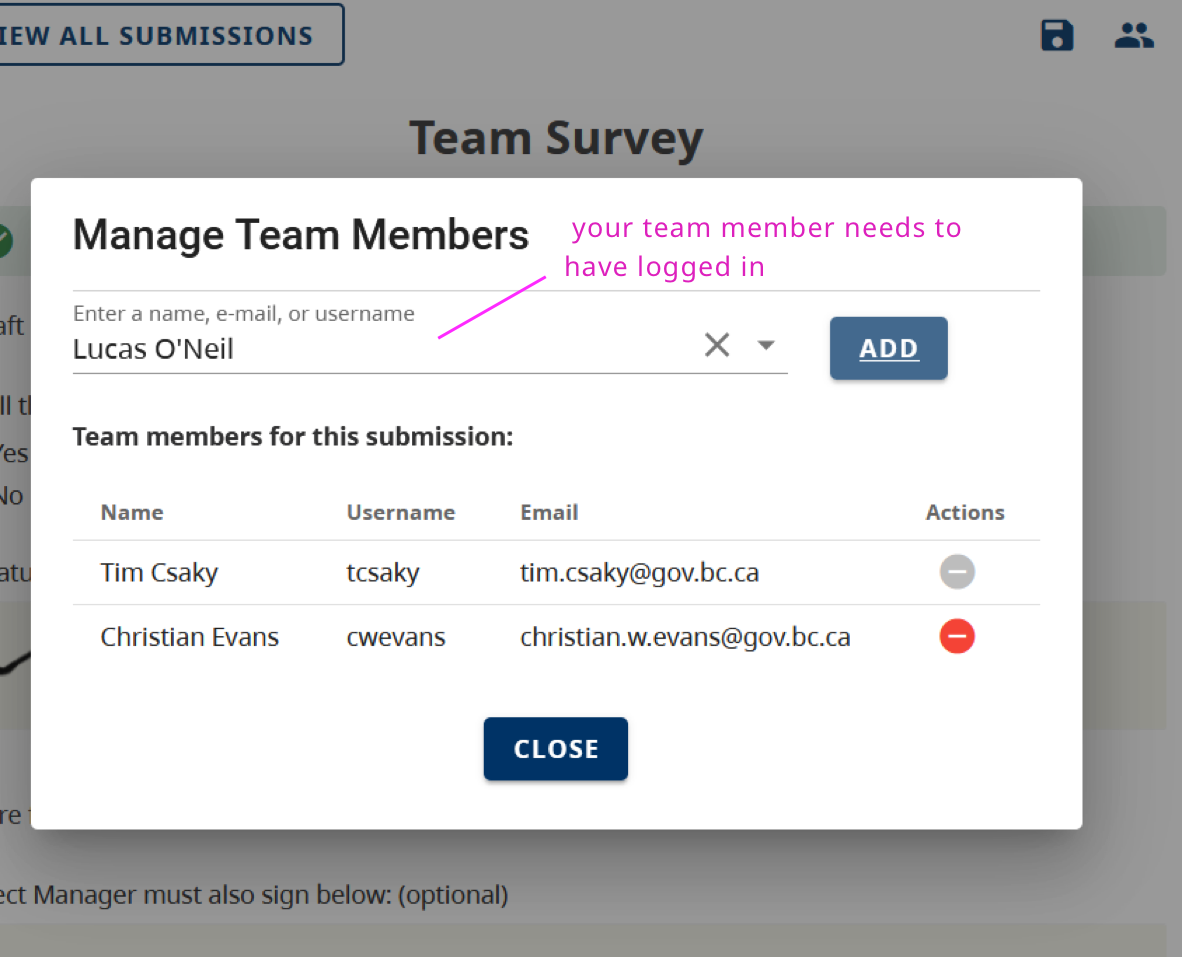 IEW ALL SUBMISSIONS
Team Survey
Manage Team Members
your team member needs to
have logged in
Enter a name, e-mail, or username
Lucas O'Neil
ADD
Team members for this submission:
Name Username Email Actions
Tim Csaky tcsaky tim.csaky@gov.bc.ca
Christian Evans cwevans christian.w.evans@gov.bc.ca
CLOSE
aft
ll th
Yes
No
atu
re
ect Manager must also sign below: (optional)